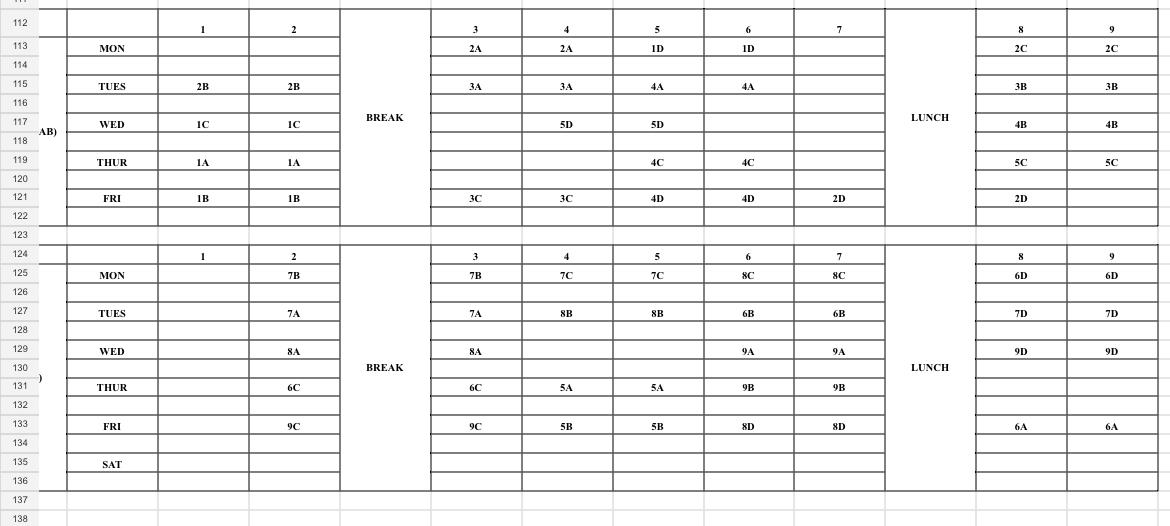 112 1 2 BREAK 3 4 5 6 7 LUNCH 8 9
113 MON 2A 2A 1D 1D 2C 2C
114
115 TUES 2B 2B 3A 3A 4A 4A 3B 3B
116
117 AB) WED 1C 1C 5D 5D 4B 4B
118
119 THUR 1A 1A 4C 4C 5C 5C
120
121 FRI 1B 1B 3C 3C 4D 4D 2D 2D
122
123
124 1 2 BREAK 3 4 5 6 7 LUNCH 8 9
125 MON 7B 7B 7C 7C 8C 8C 6D 6D
126
127 TUES 7A 7A 8B 8B 6B 6B 7D 7D
128
129 WED 8A 8A 9A 9A 9D 9D
130
131 ) THUR 6C 6C 5A 5A 9B 9B
132
133 FRI 9C 9C 5B 5B 8D 8D 6A 6A
134
135 SAT
136
137
138